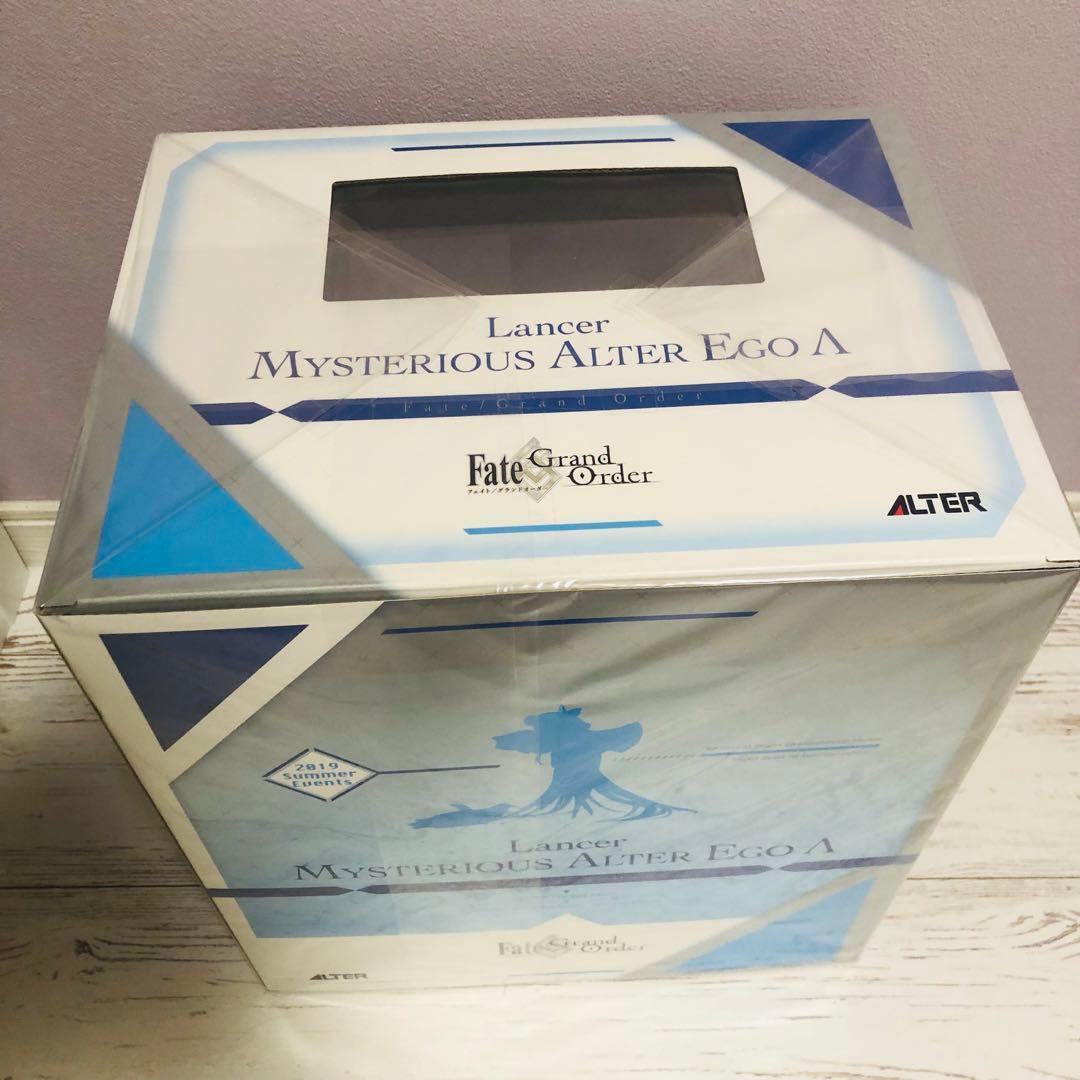 Lancer
MYSTERIOUS ALTER EGO Λ
Fate/Grand Order
Fate Grand Order
フェイト/グランドオーダー
ALTER
2019
Summer
Events
Lancer
MYSTERIOUS ALTER EGO Λ
Fate Grand Order
ALTER